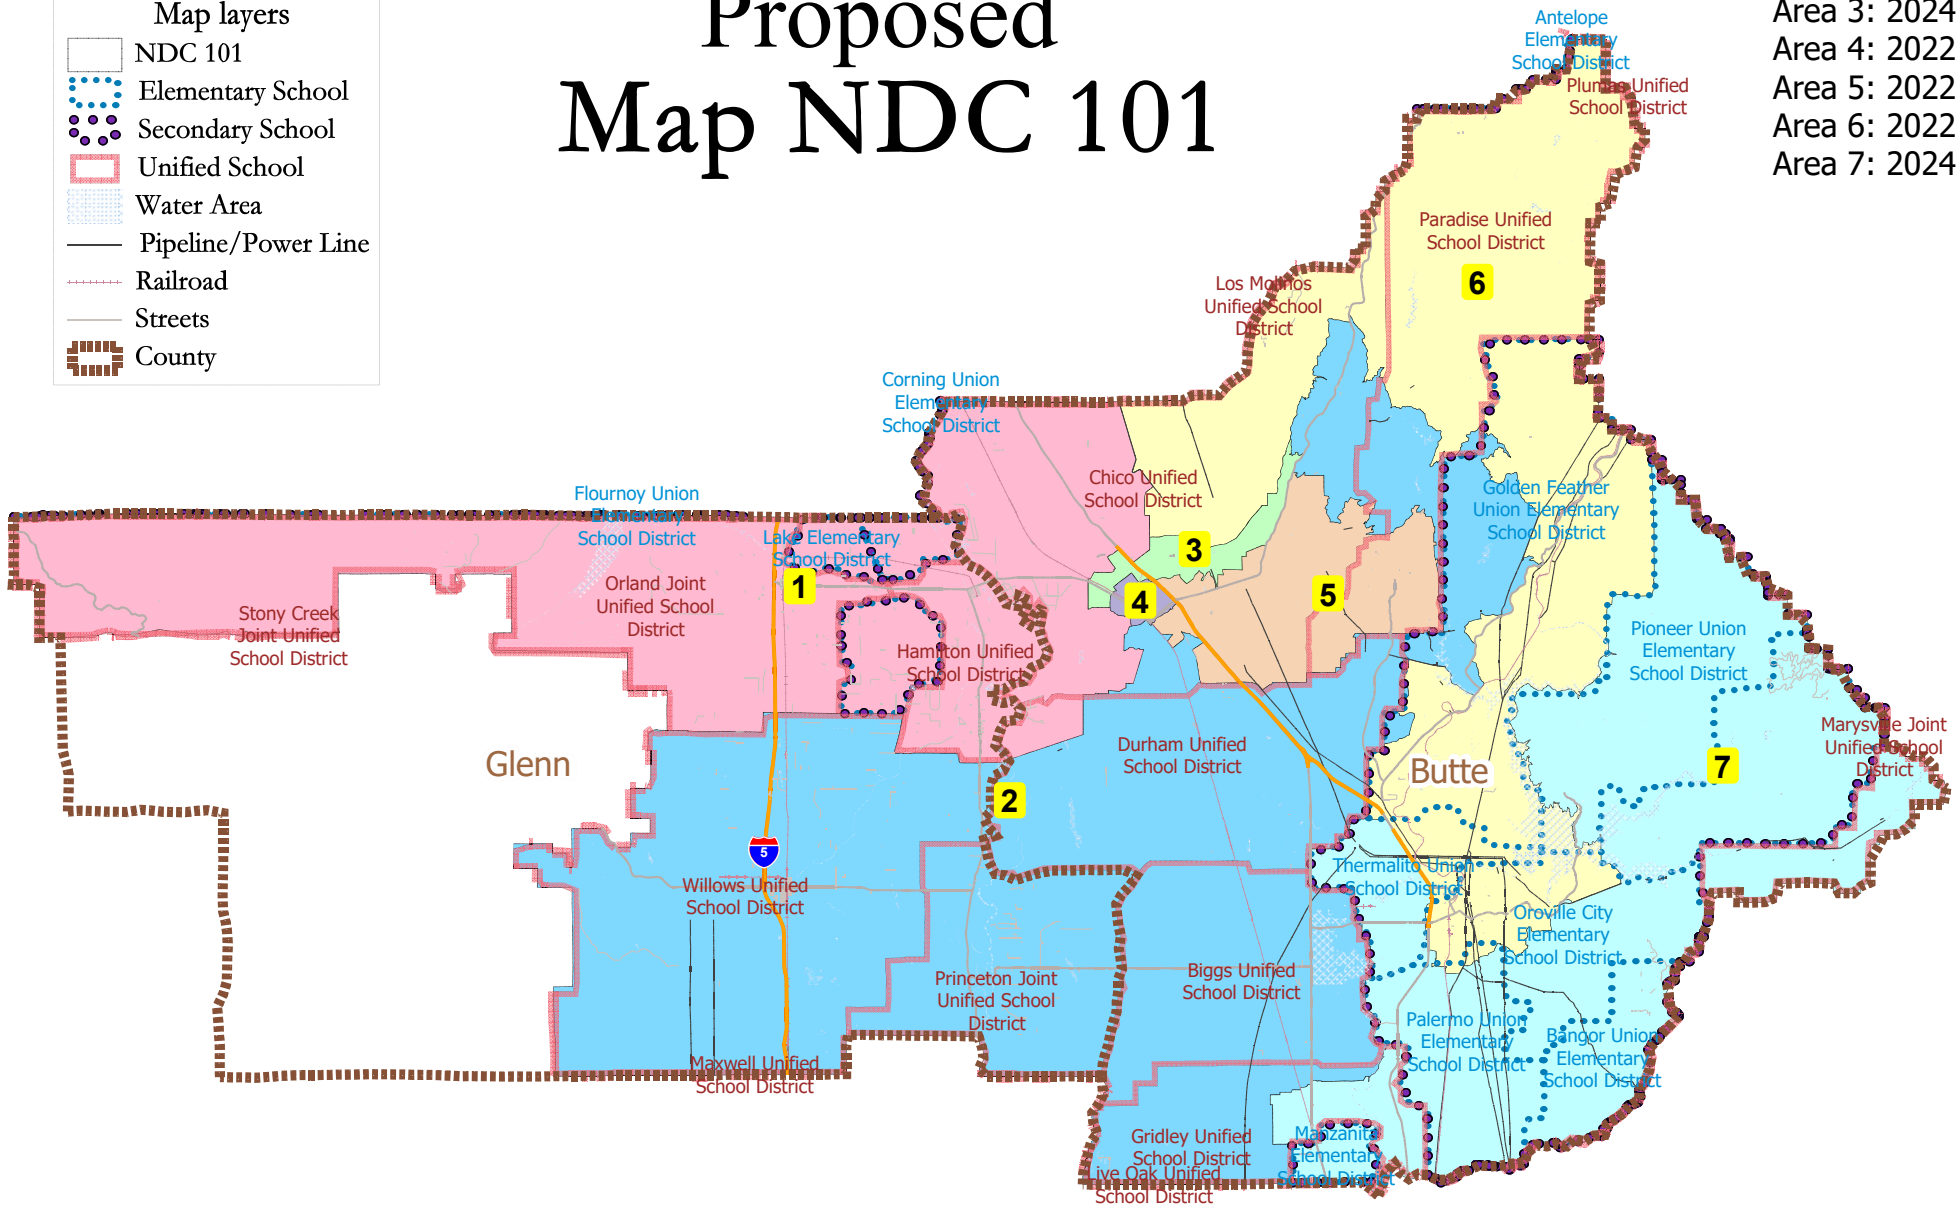 Proposed
Map NDC 101
Map layers
NDC 101
Elementary School
Secondary School
Unified School
Water Area
Pipeline/Power Line
Railroad
Streets
County
Area 3: 2024
Area 4: 2022
Area 5: 2022
Area 6: 2022
Area 7: 2024
Antelope
Elementary
School District
Plumas Unified
School District
Paradise Unified
School District
6
Los Molinos
Unified School
District
Corning Union
Elementary
School District
Chico Unified
School District
Golden Feather
Union Elementary
School District
Flournoy Union
Elementary
School District
Lake Elementary
School District
1
3
4
5
Orland Joint
Unified School
District
Stony Creek
Joint Unified
School District
Hamilton Unified
School District
Pioneer Union
Elementary
School District
Marysville Joint
Unified School
District
Durham Unified
School District
Glenn
Butte
7
2
5
Willows Unified
School District
Thermalito Union
School District
Oroville City
Elementary
School District
Princeton Joint
Unified School
District
Biggs Unified
School District
Palermo Union
Elementary
School District
Bangor Union
Elementary
School District
Maxwell Unified
School District
Gridley Unified
School District
Manzanita
Elementary
School District
Live Oak Unified
School District